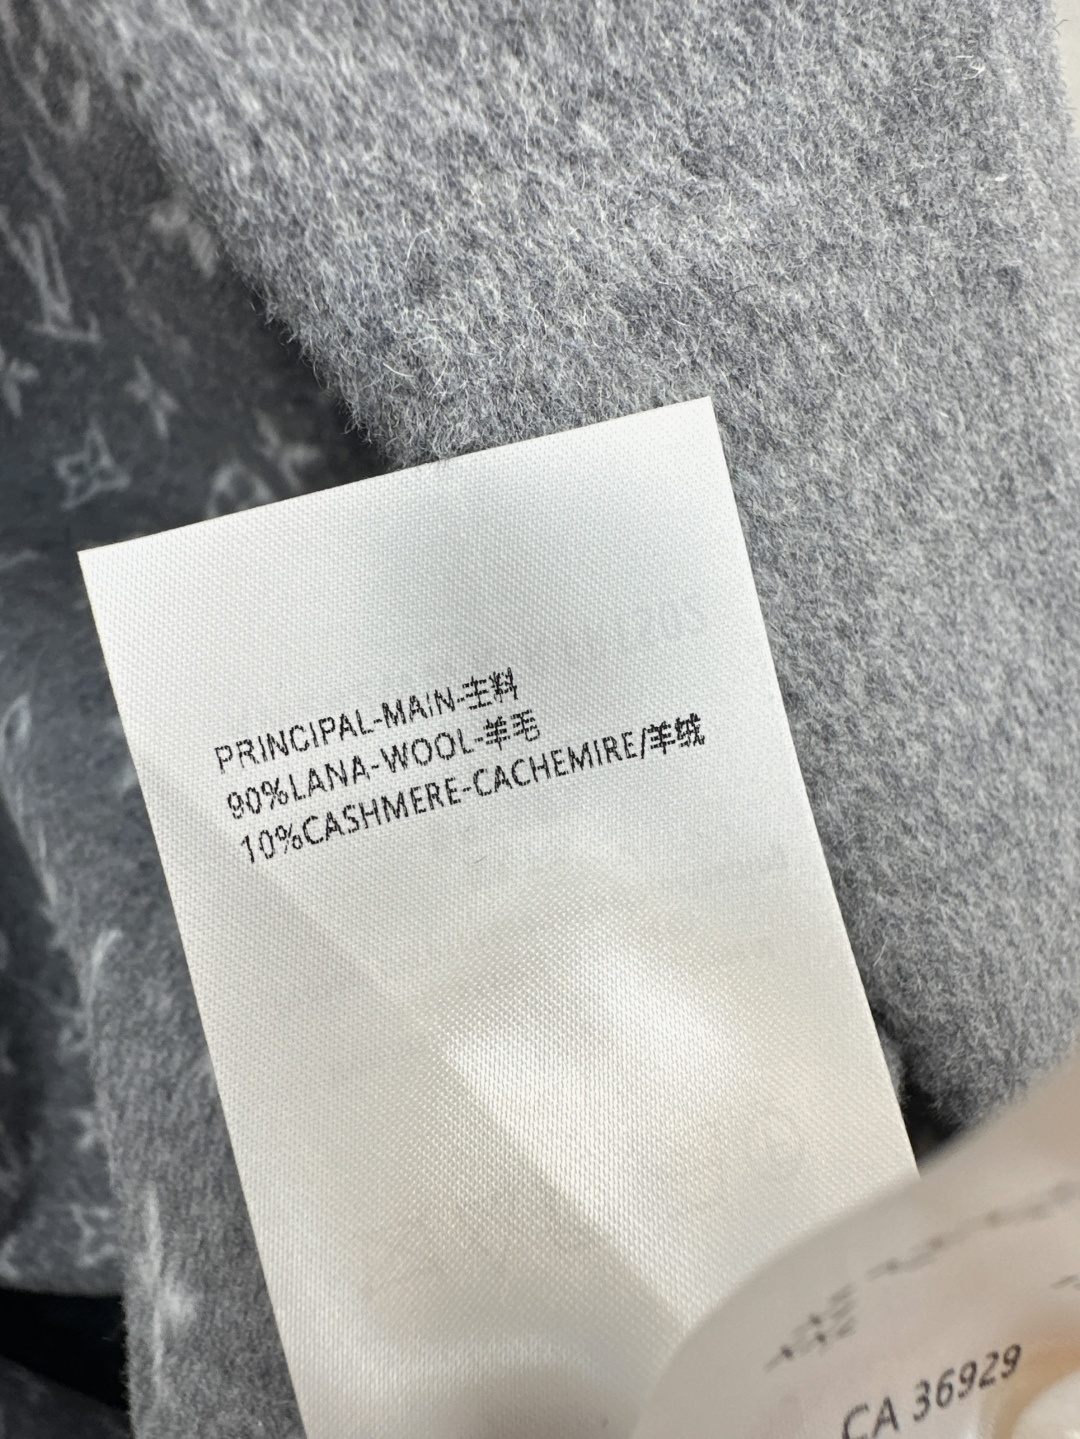 PRINCIPAL-MAIN-主料
90%LANA-WOOL-羊毛
10%CASHMERE-CACHEMIRE/羊绒
CA 36929